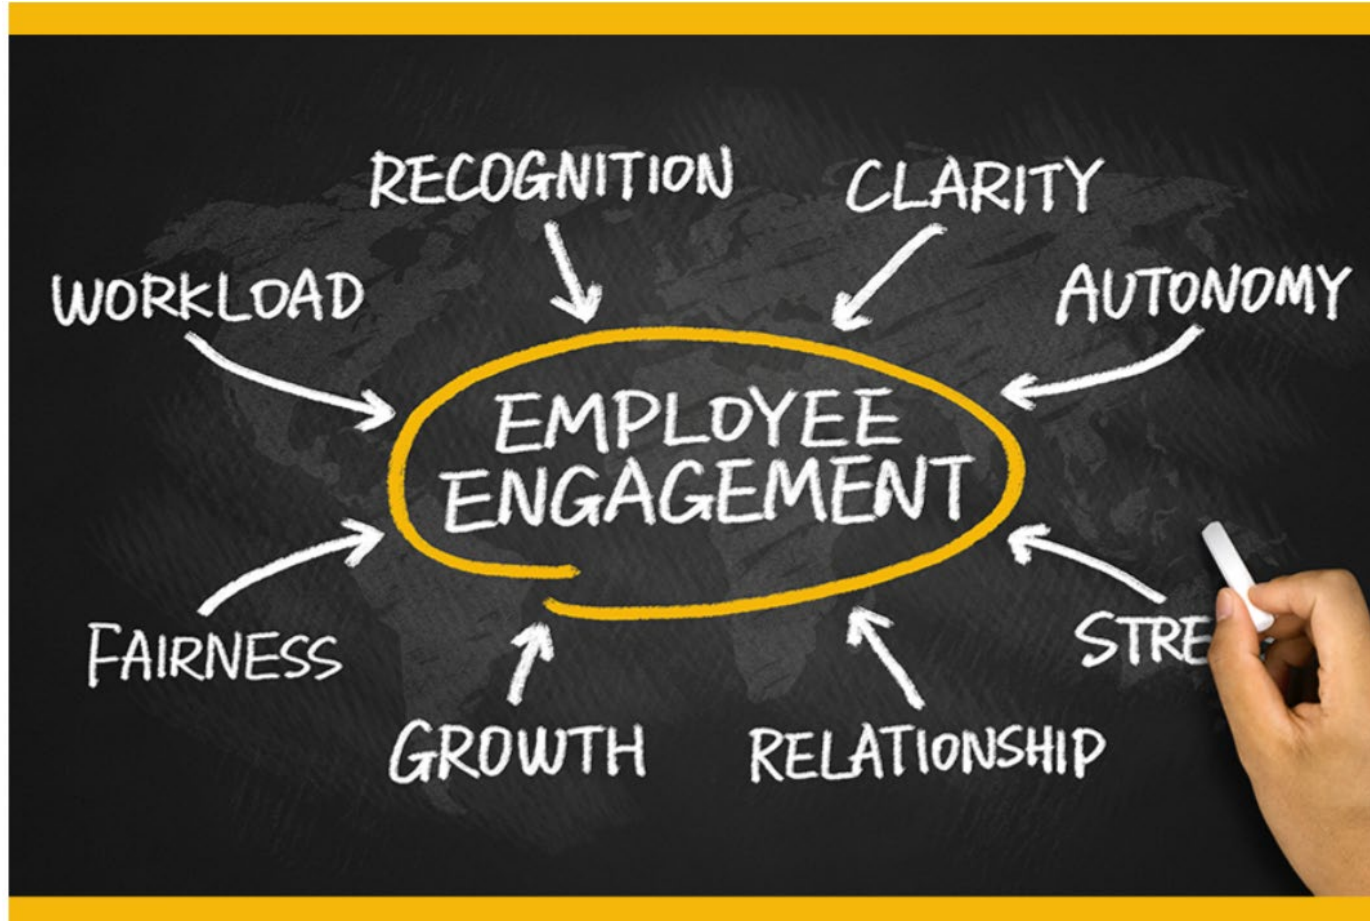 RECOGNITION
CLARITY
WORKLOAD
AUTONOMY
EMPLOYEE
ENGAGEMENT
FAIRNESS
STRE
GROWTH
RELATIONSHIP